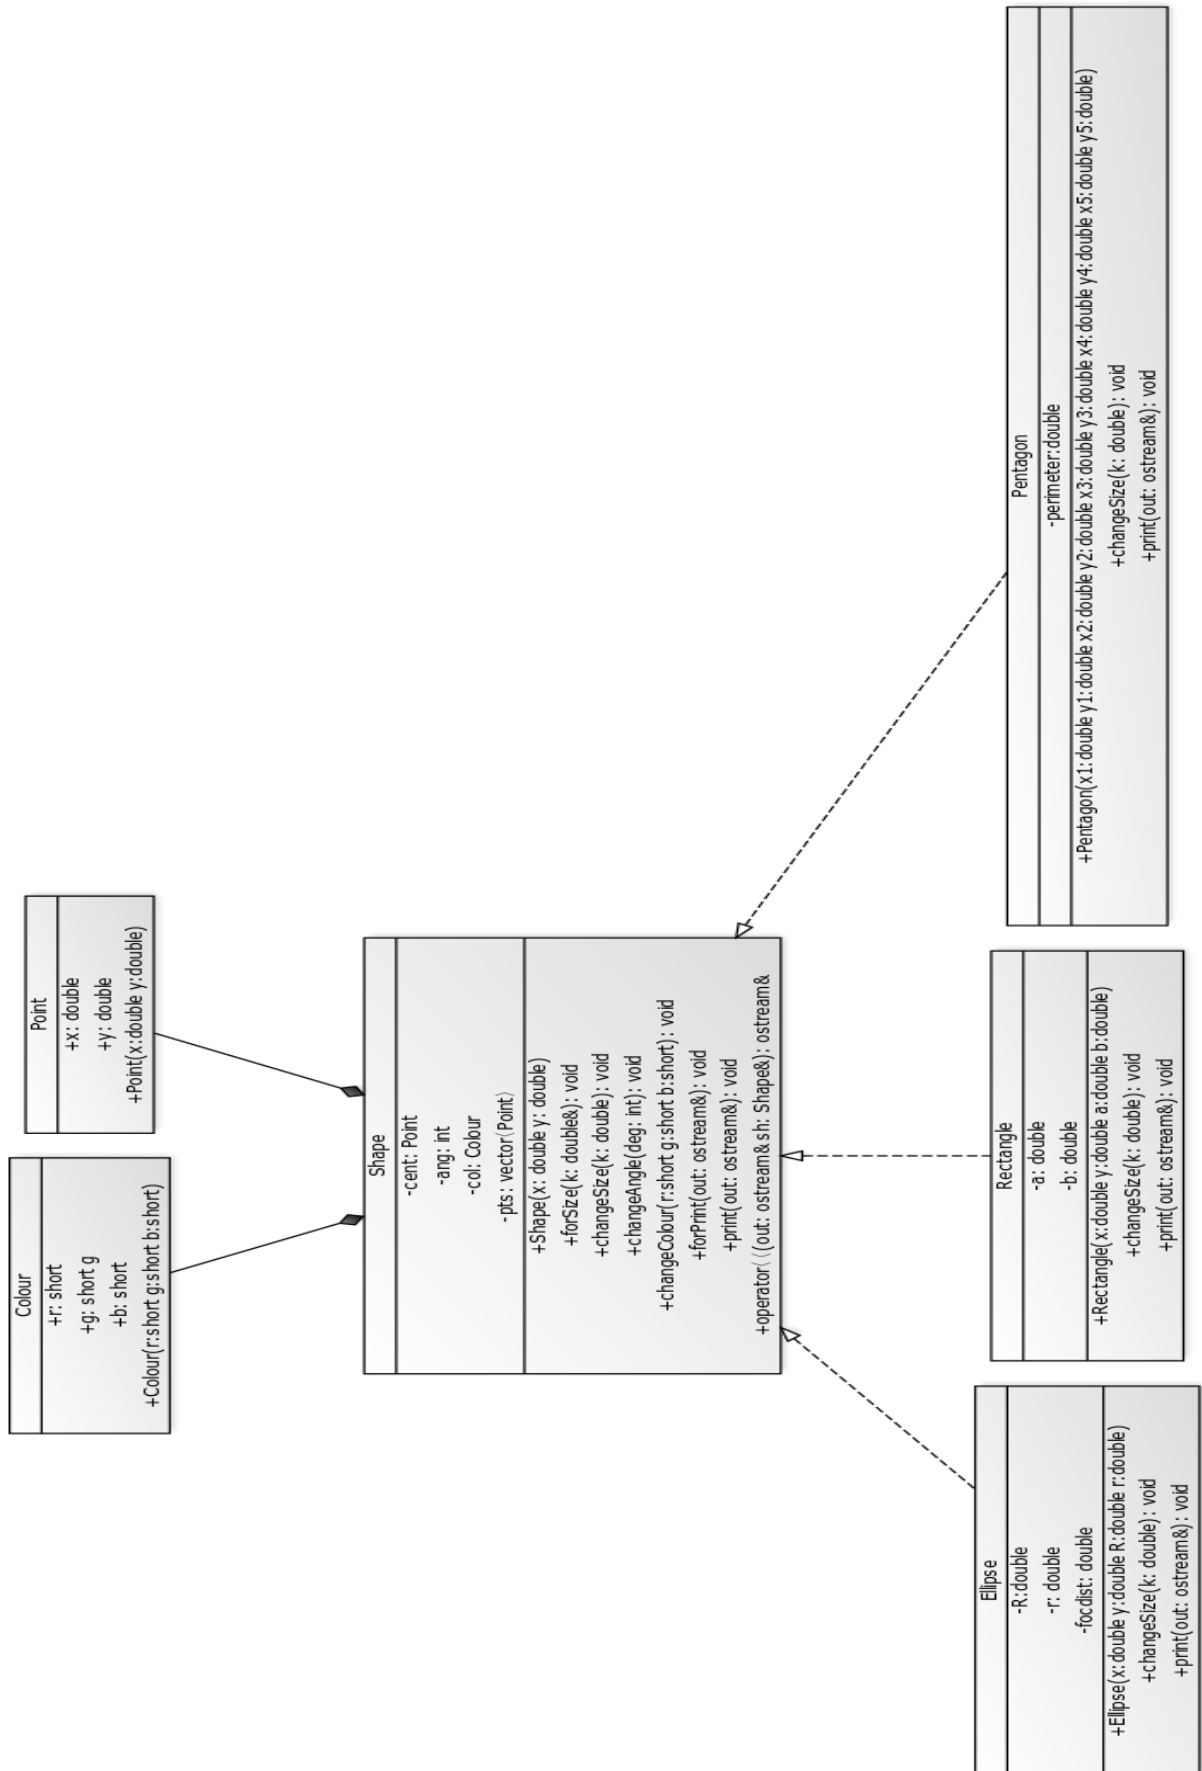 Colour
+r: short
+g: short g
+b: short
+Colour(r:short g:short b:short)
Point
+x: double
+y: double
+Point(x:double y:double)
Shape
-cent: Point
-ang: int
-col: Colour
-pts: vector⟨Point⟩
+Shape(x: double y: double)
+forSize(k: double&): void
+changeSize(k: double): void
+changeAngle(deg: int): void
+changeColour(r:short g:short b:short): void
+forPrint(out: ostream&): void
+print(out: ostream&): void
+operator⟨⟨(out: ostream& sh: Shape&): ostream&
Ellipse
-R:double
-r: double
-focdist: double
+Ellipse(x:double y:double R:double r:double)
+changeSize(k: double): void
+print(out: ostream&): void
Rectangle
-a: double
-b: double
+Rectangle(x:double y:double a:double b:double)
+changeSize(k: double): void
+print(out: ostream&): void
Pentagon
-perimeter:double
+Pentagon(x1:double y1:double x2:double y2:double x3:double y3:double x4:double y4:double x5:double y5:double)
+changeSize(k: double): void
+print(out: ostream&): void